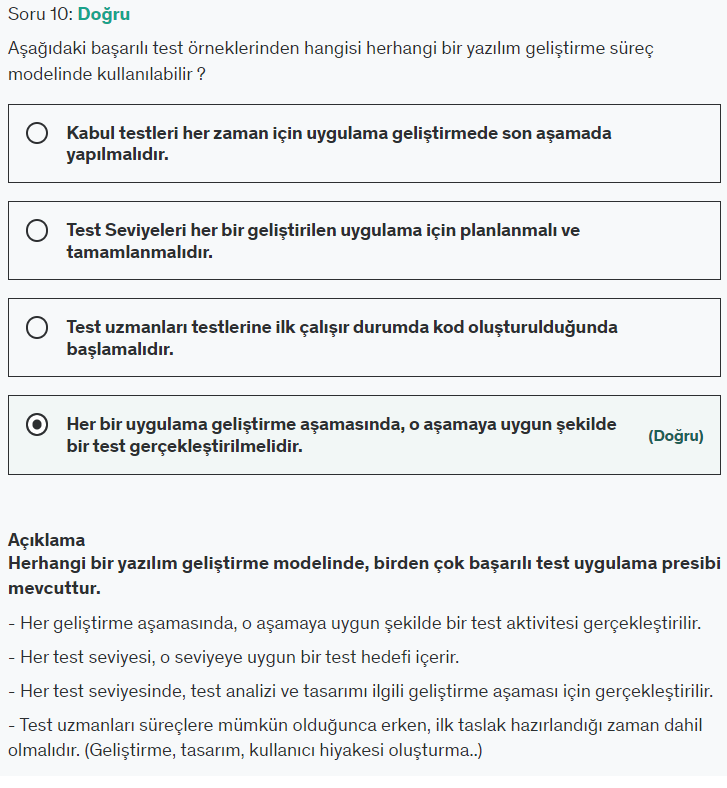 Soru 10: Doğru
Aşağıdaki başarılı test örneklerinden hangisi herhangi bir yazılım geliştirme süreç
modelinde kullanılabilir ?
Kabul testleri her zaman için uygulama geliştirmede son aşamada
yapılmalıdır.
Test Seviyeleri her bir geliştirilen uygulama için planlanmalı ve
tamamlanmalıdır.
Test uzmanları testlerine ilk çalışır durumda kod oluşturulduğunda
başlamalıdır.
Her bir uygulama geliştirme aşamasında, o aşamaya uygun şekilde
bir test gerçekleştirilmelidir.
(Doğru)
Açıklama
Herhangi bir yazılım geliştirme modelinde, birden çok başarılı test uygulama presibi
mevcuttur.
- Her geliştirme aşamasında, o aşamaya uygun şekilde bir test aktivitesi gerçekleştirilir.
- Her test seviyesi, o seviyeye uygun bir test hedefi içerir.
- Her test seviyesinde, test analizi ve tasarımı ilgili geliştirme aşaması için gerçekleştirilir.
- Test uzmanları süreçlere mümkün olduğunca erken, ilk taslak hazırlandığı zaman dahil
olmalıdır. (Geliştirme, tasarım, kullanıcı hiyakesi oluşturma..)